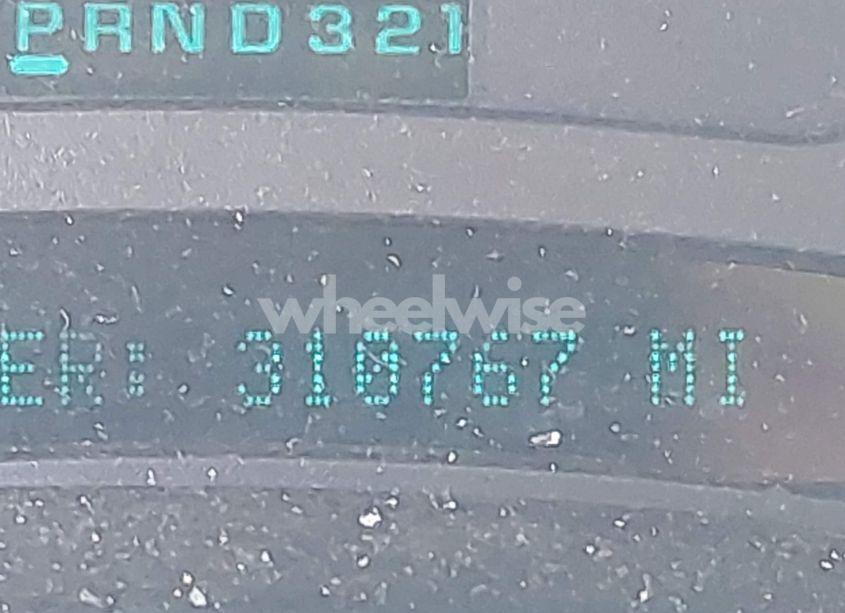 PRND321
wheelwise
ER: 310767 MI